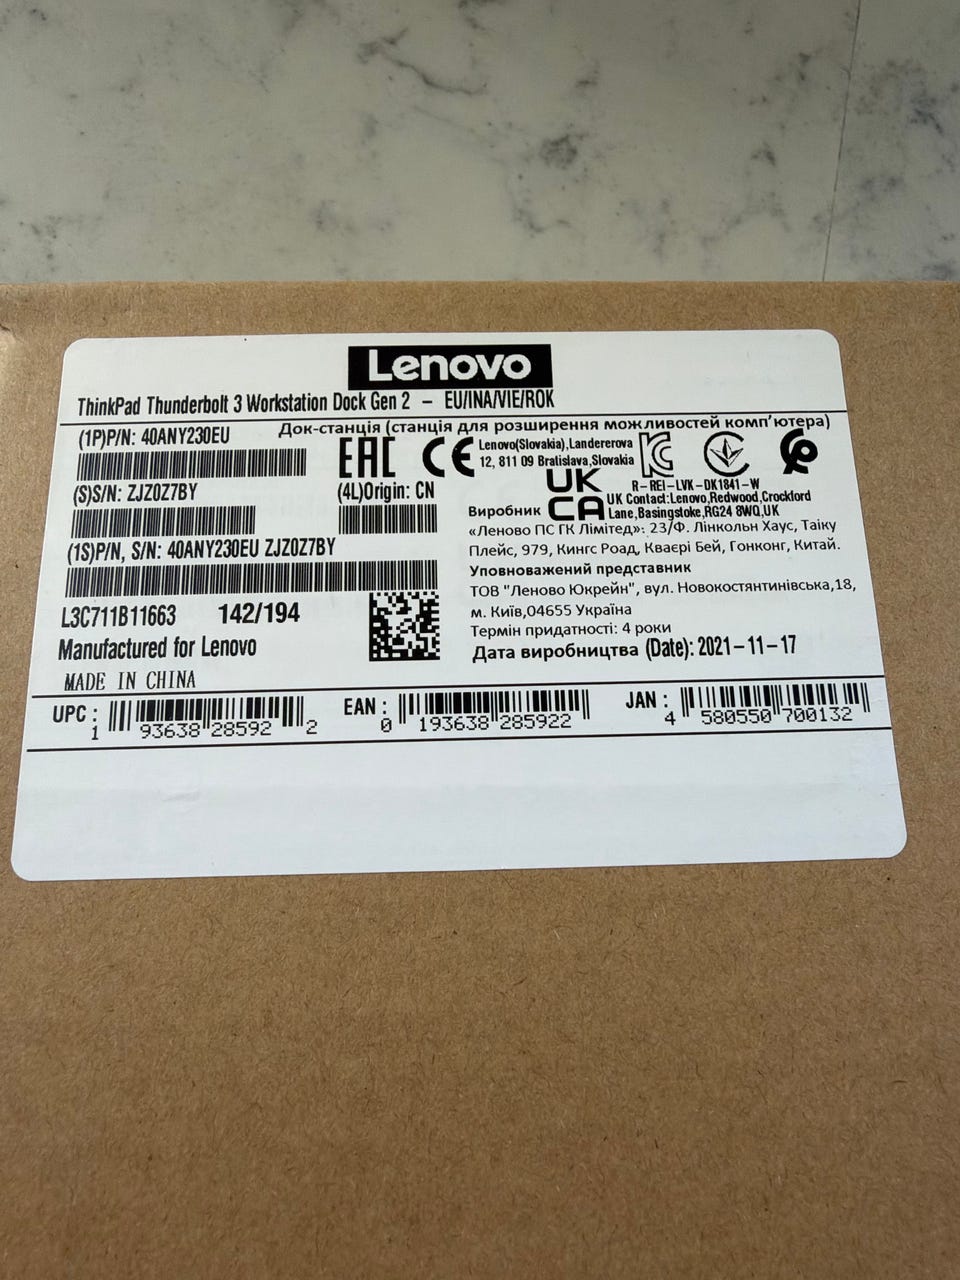 Lenovo
ThinkPad Thunderbolt 3 Workstation Dock Gen 2 – EU/INA/VIE/ROK
Док-станція (станція для розширення можливостей комп'ютера)
(1P)P/N: 40ANY230EU
(S)S/N: ZJZ0Z7BY
(4L)Origin: CN
(1S)P/N, S/N: 40ANY230EU ZJZ0Z7BY
L3C711B11663 142/194
Manufactured for Lenovo
MADE IN CHINA
EAC CE
Lenovo(Slovakia),Landererova
12, 811 09 Bratislava,Slovakia
R-REI-LVK-DK1841-W
UK
CA
UK Contact:Lenovo,Redwood,Crockford
Lane,Basingstoke,RG24 8WQ,UK
Виробник
«Леново ПС ГК Лімітед»: 23/Ф. Лінкольн Хаус, Таіку
Плейс, 979, Кингс Роад, Кваєрі Бей, Гонконг, Китай.
Уповноважений представник
ТОВ "Леново Юкрейн", вул. Новокостянтинівська,18,
м. Київ,04655 Україна
Термін придатності: 4 роки
Дата виробництва (Date): 2021-11-17
UPC : 1 93638 28592 2
EAN : 0 193638 285922
JAN : 4 580550 700132